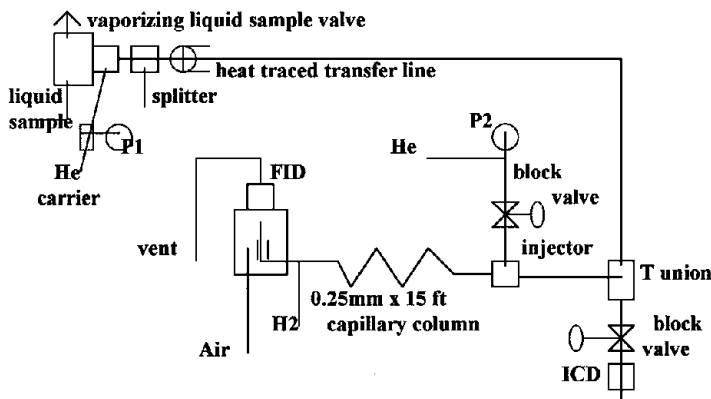 vaporizing liquid sample valve
heat traced transfer line
liquid
sample
splitter
P1
He
carrier
P2
He
block
valve
FID
vent
injector
T union
0.25mm x 15 ft
capillary column
H2
Air
block
valve
ICD